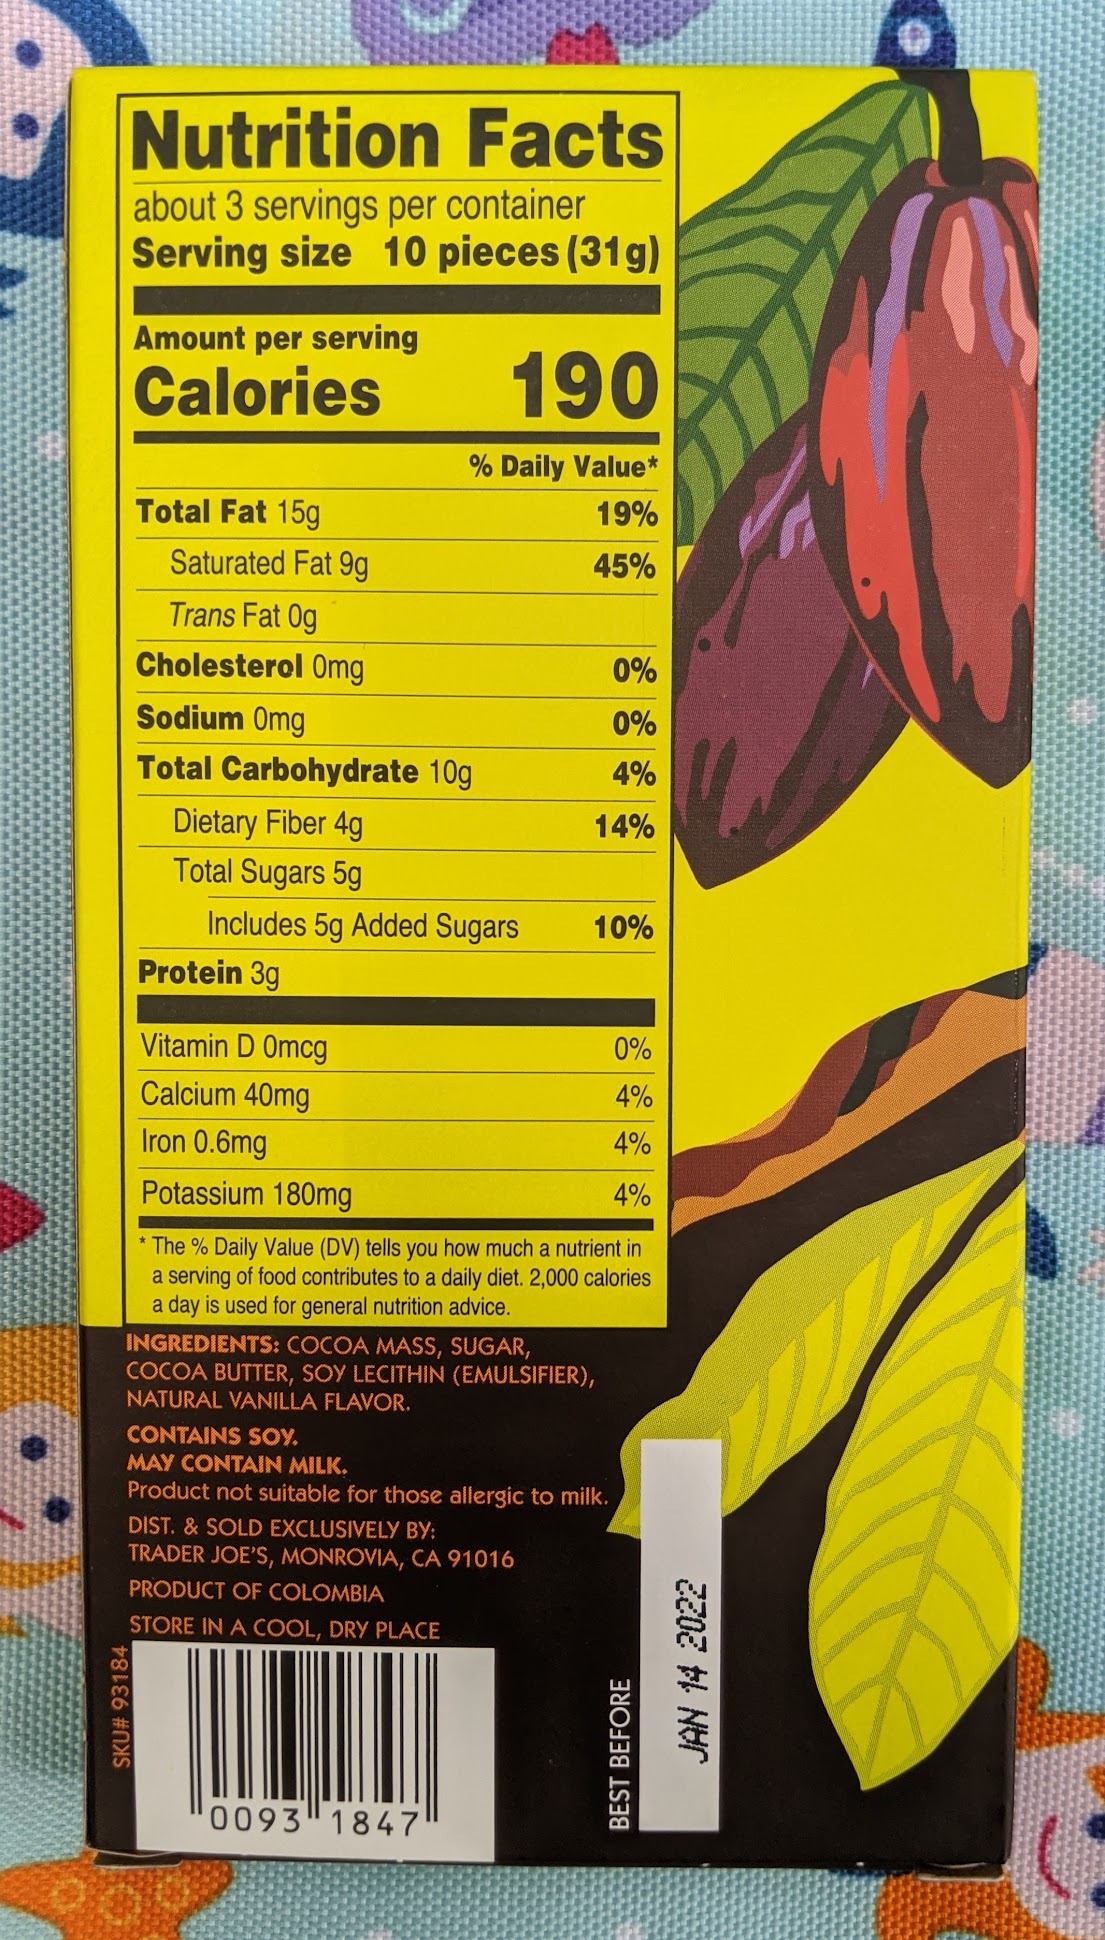 Nutrition Facts
about 3 servings per container
Serving size 10 pieces (31g)
Amount per serving
Calories 190
% Daily Value*
Total Fat 15g 19%
Saturated Fat 9g 45%
Trans Fat 0g
Cholesterol 0mg 0%
Sodium 0mg 0%
Total Carbohydrate 10g 4%
Dietary Fiber 4g 14%
Total Sugars 5g
Includes 5g Added Sugars 10%
Protein 3g
Vitamin D 0mcg 0%
Calcium 40mg 4%
Iron 0.6mg 4%
Potassium 180mg 4%
* The % Daily Value (DV) tells you how much a nutrient in
a serving of food contributes to a daily diet. 2,000 calories
a day is used for general nutrition advice.
INGREDIENTS: COCOA MASS, SUGAR,
COCOA BUTTER, SOY LECITHIN (EMULSIFIER),
NATURAL VANILLA FLAVOR.
CONTAINS SOY.
MAY CONTAIN MILK.
Product not suitable for those allergic to milk.
DIST. & SOLD EXCLUSIVELY BY:
TRADER JOE'S, MONROVIA, CA 91016
PRODUCT OF COLOMBIA
STORE IN A COOL, DRY PLACE
SKU# 93184
0093 1847
BEST BEFORE
JAN 14 2022